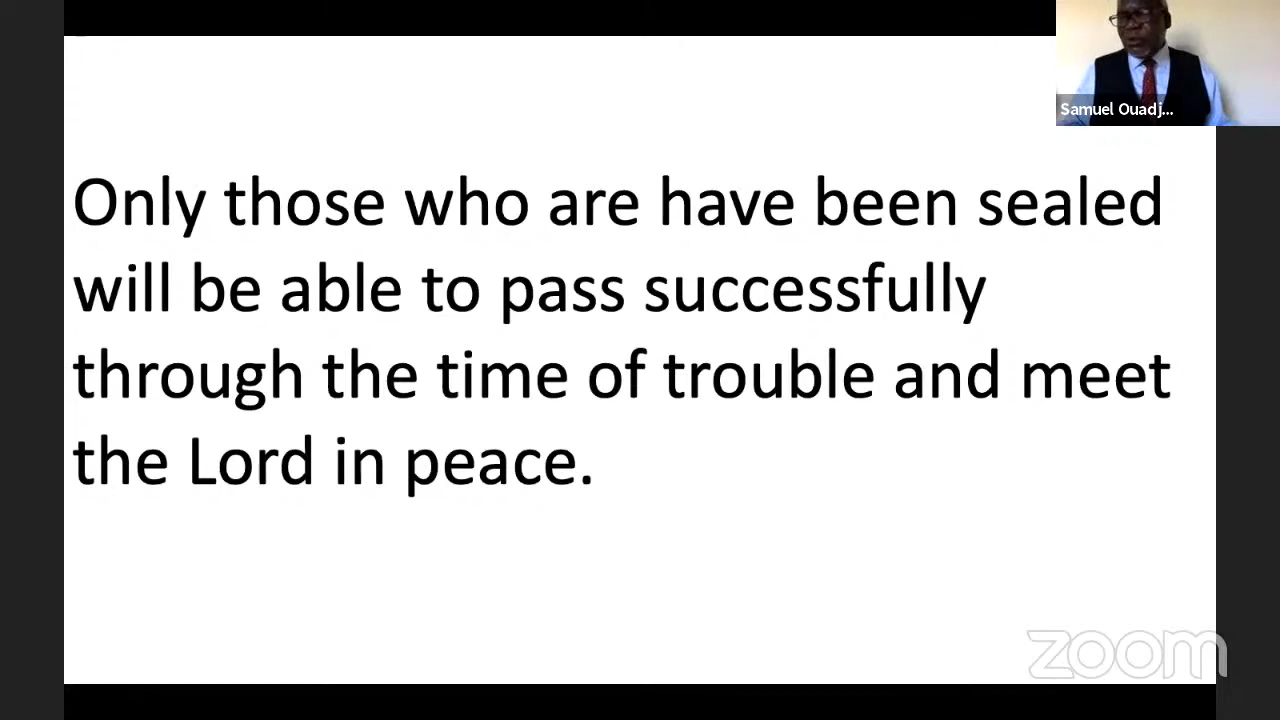 Samuel Ouadj...
Only those who are have been sealed
will be able to pass successfully
through the time of trouble and meet
the Lord in peace.
zoom